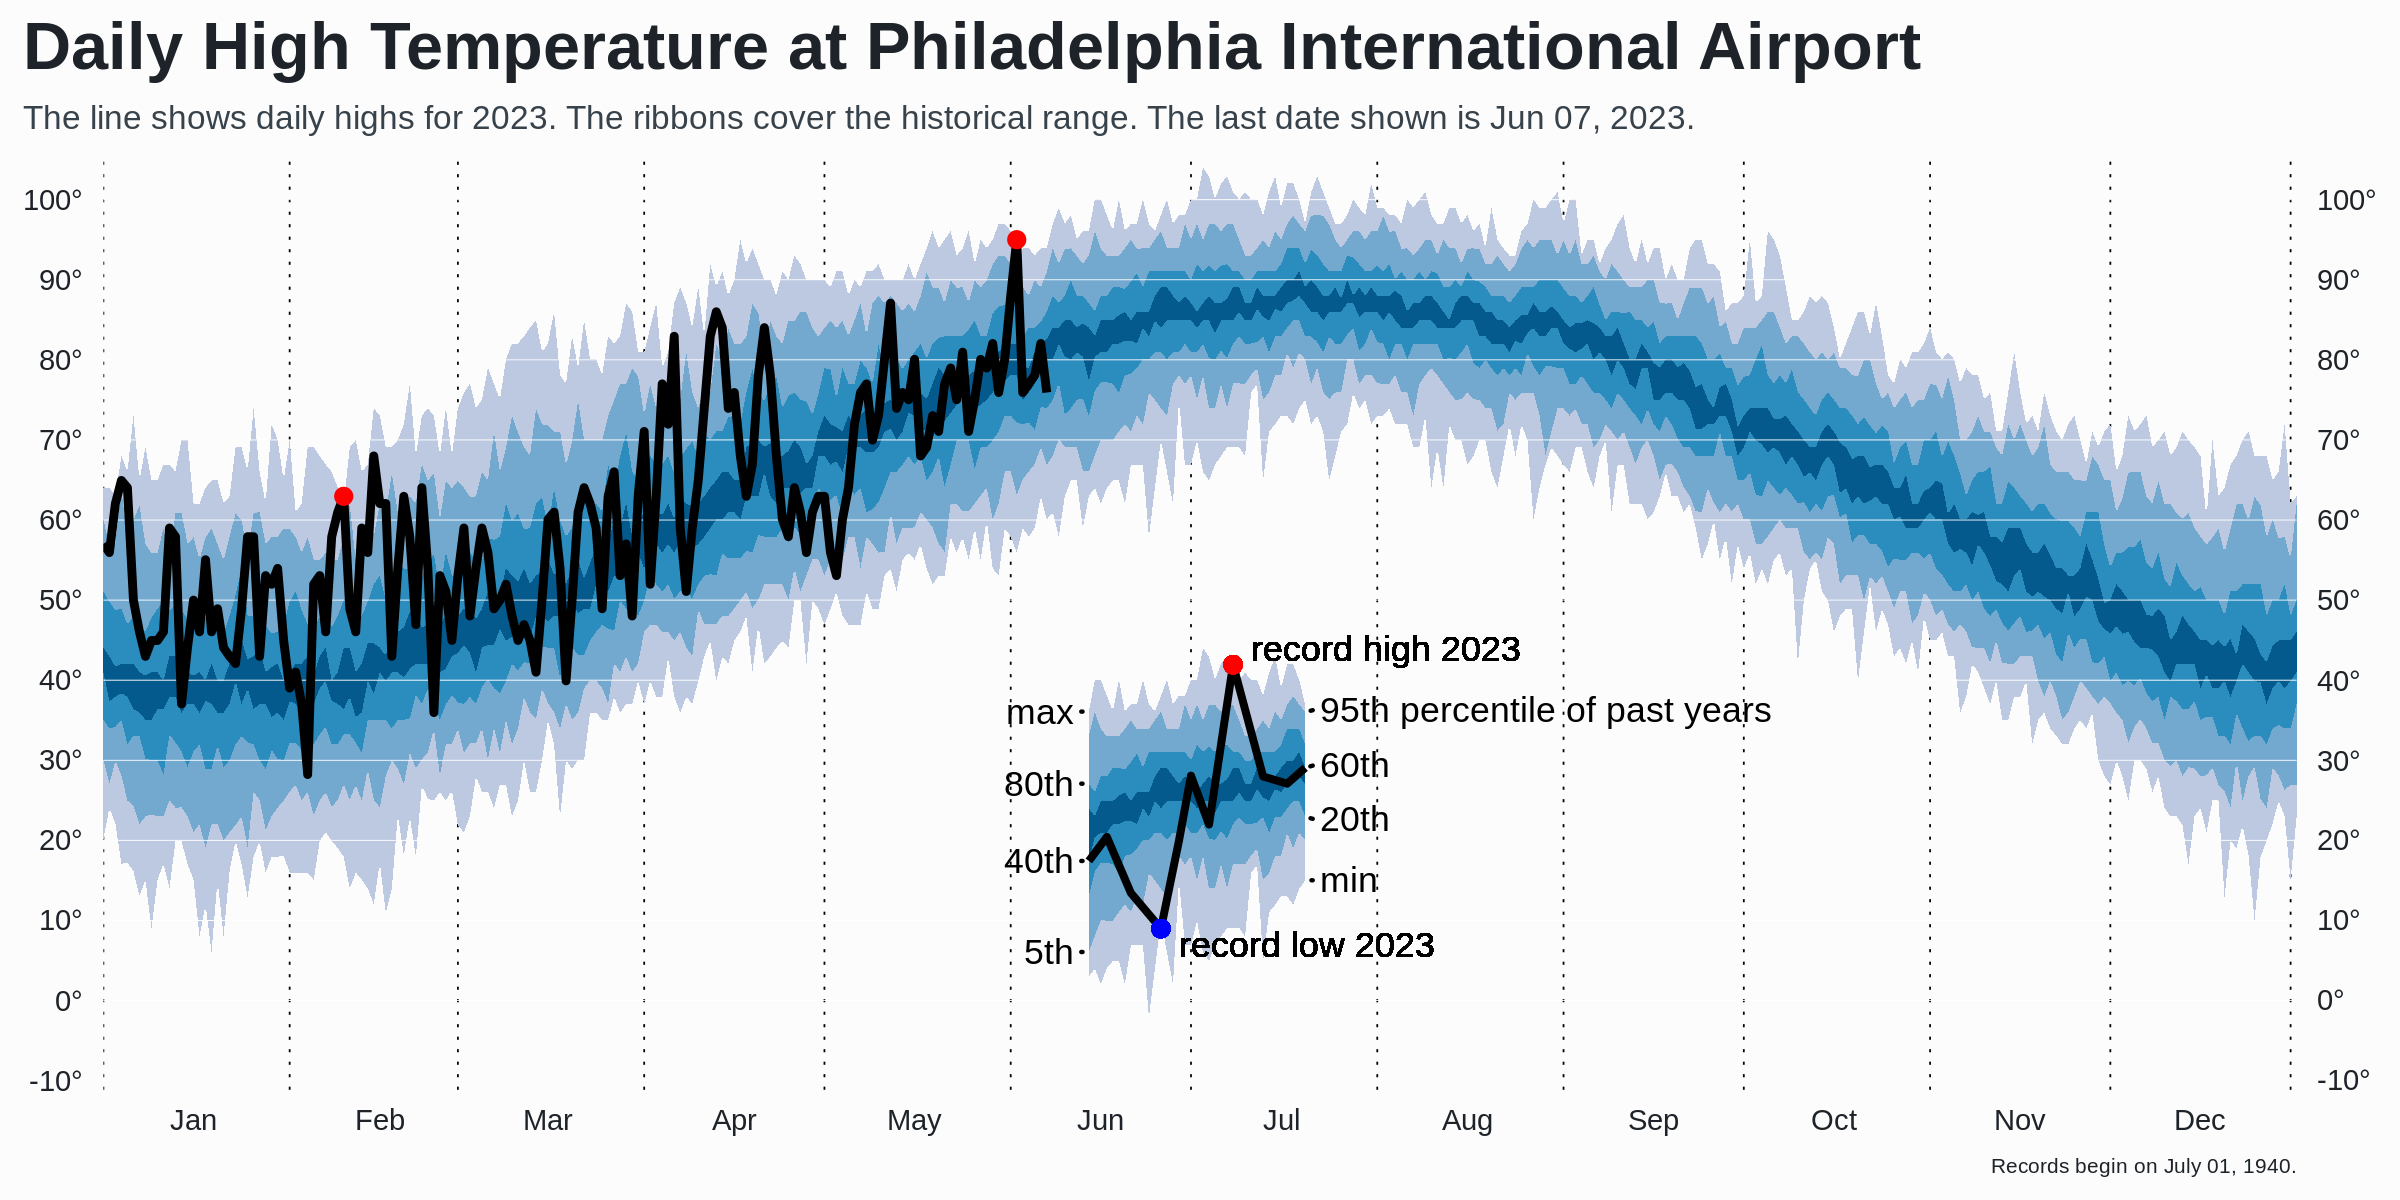 Daily High Temperature at Philadelphia International Airport
The line shows daily highs for 2023. The ribbons cover the historical range. The last date shown is Jun 07, 2023.
100° 100°
90° 90°
80° 80°
70° 70°
60° 60°
50° 50°
record high 2023
40° 40°
max 95th percentile of past years
30° 60th 30°
80th
20th
20° 20°
40th
min
10° 10°
5th record low 2023
0° 0°
-10° -10°
Jan Feb Mar Apr May Jun Jul Aug Sep Oct Nov Dec
Records begin on July 01, 1940.